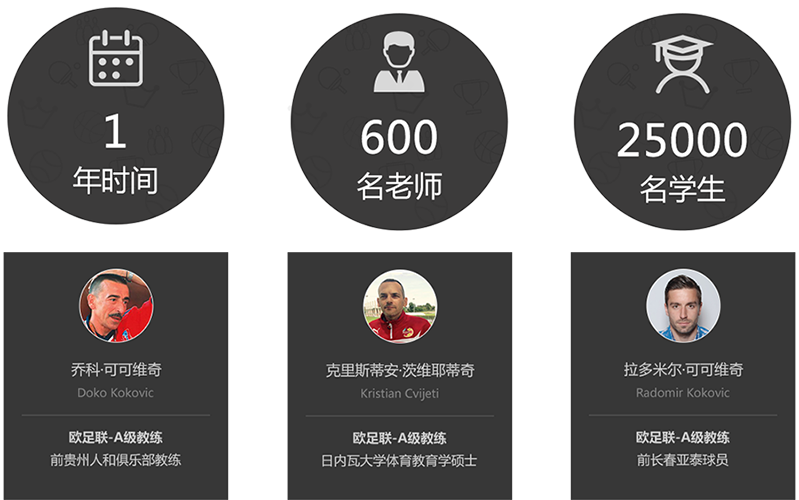 1
年时间
600
名老师
25000
名学生
乔科·可可维奇
Doko Kokovic
欧足联-A级教练
前贵州人和俱乐部教练
克里斯蒂安·茨维耶蒂奇
Kristian Cvijeti
欧足联-A级教练
日内瓦大学体育教育学硕士
拉多米尔·可可维奇
Radomir Kokovic
欧足联-A级教练
前长春亚泰球员